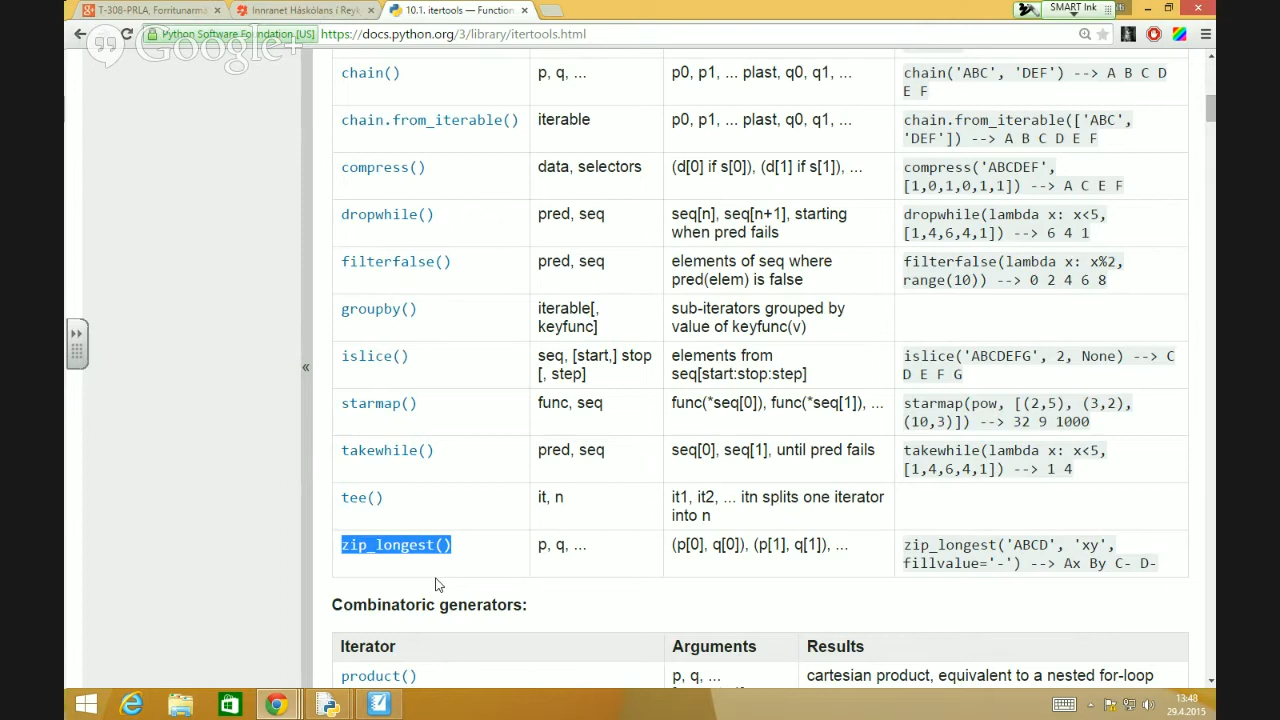 T-308-PRLA, Forritunarmá
Innranet Háskólans í Reyk
10.1. itertools — Function
SMART Ink
Python Software Foundation [US]
https://docs.python.org/3/library/itertools.html
Google+
chain()
p, q, ...
p0, p1, ... plast, q0, q1, ...
chain('ABC', 'DEF') --> A B C D
E F
chain.from_iterable()
iterable
p0, p1, ... plast, q0, q1, ...
chain.from_iterable(['ABC',
'DEF']) --> A B C D E F
compress()
data, selectors
(d[0] if s[0]), (d[1] if s[1]), ...
compress('ABCDEF',
[1,0,1,0,1,1]) --> A C E F
dropwhile()
pred, seq
seq[n], seq[n+1], starting
when pred fails
dropwhile(lambda x: x<5,
[1,4,6,4,1]) --> 6 4 1
filterfalse()
pred, seq
elements of seq where
pred(elem) is false
filterfalse(lambda x: x%2,
range(10)) --> 0 2 4 6 8
groupby()
iterable[,
keyfunc]
sub-iterators grouped by
value of keyfunc(v)
islice()
seq, [start,] stop
[, step]
elements from
seq[start:stop:step]
islice('ABCDEFG', 2, None) --> C
D E F G
starmap()
func, seq
func(*seq[0]), func(*seq[1]), ...
starmap(pow, [(2,5), (3,2),
(10,3)]) --> 32 9 1000
takewhile()
pred, seq
seq[0], seq[1], until pred fails
takewhile(lambda x: x<5,
[1,4,6,4,1]) --> 1 4
tee()
it, n
it1, it2, ... itn splits one iterator
into n
zip_longest()
p, q, ...
(p[0], q[0]), (p[1], q[1]), ...
zip_longest('ABCD', 'xy',
fillvalue='-') --> Ax By C- D-
Combinatoric generators:
Iterator
Arguments
Results
product()
p, q, ...
cartesian product, equivalent to a nested for-loop
13:48
29.4.2015